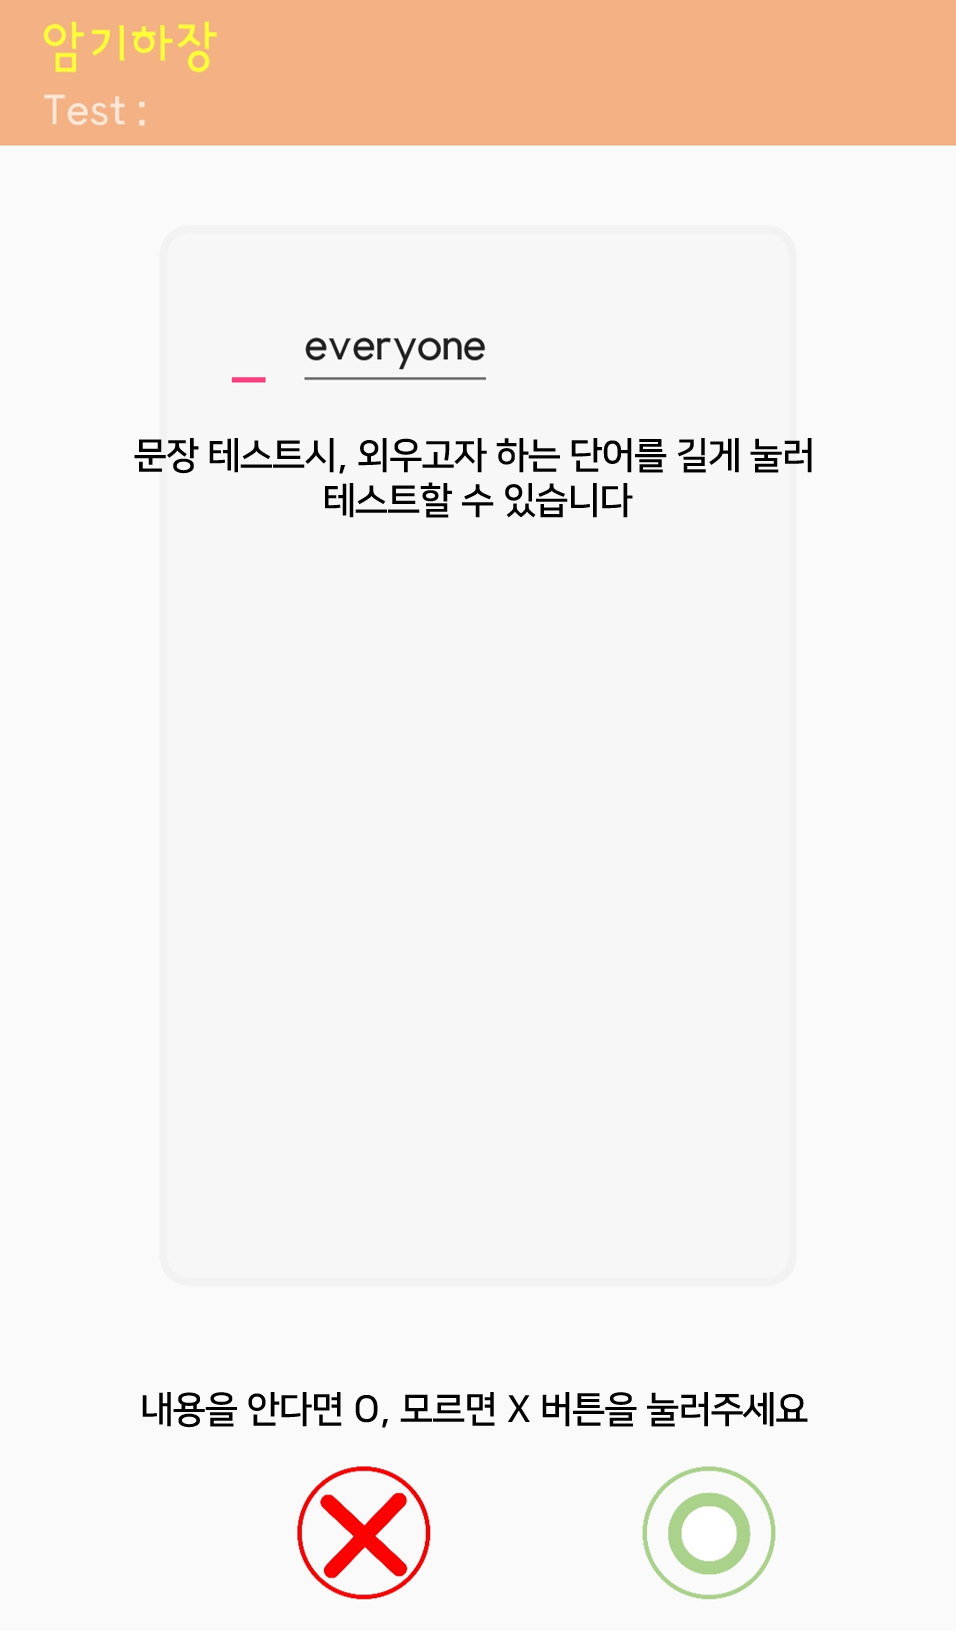 암기하장
Test :
everyone
문장 테스트시, 외우고자 하는 단어를 길게 눌러
테스트할 수 있습니다
내용을 안다면 O, 모르면 X 버튼을 눌러주세요